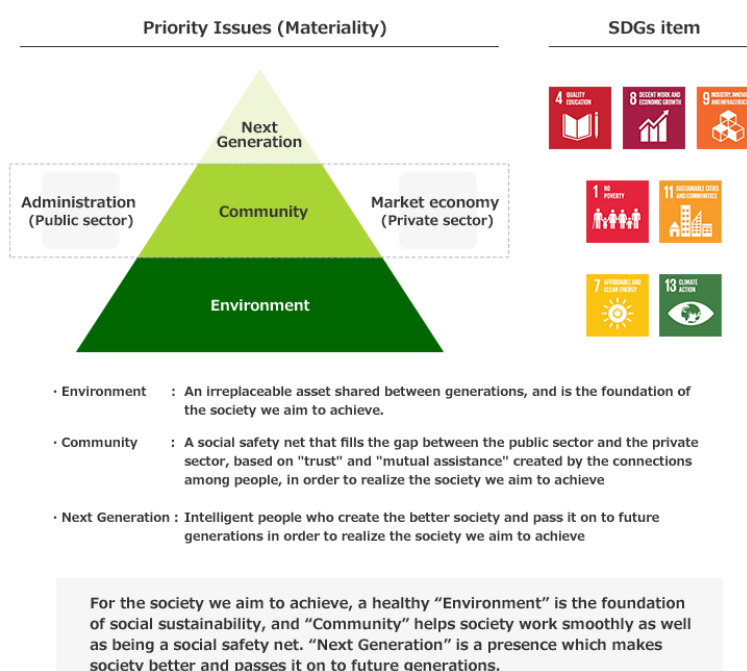 Priority Issues (Materiality)
SDGs item
Next
Generation
Administration
(Public sector)
Community
Market economy
(Private sector)
Environment
4 QUALITY
EDUCATION
8 DECENT WORK AND
ECONOMIC GROWTH
9
1 NO
POVERTY
11 SUSTAINABLE CITIES
AND COMMUNITIES
7 AFFORDABLE AND
CLEAN ENERGY
13 CLIMATE
ACTION
· Environment : An irreplaceable asset shared between generations, and is the foundation of
the society we aim to achieve.
· Community : A social safety net that fills the gap between the public sector and the private
sector, based on "trust" and "mutual assistance" created by the connections
among people, in order to realize the society we aim to achieve
· Next Generation : Intelligent people who create the better society and pass it on to future
generations in order to realize the society we aim to achieve
For the society we aim to achieve, a healthy “Environment” is the foundation
of social sustainability, and “Community” helps society work smoothly as well
as being a social safety net. “Next Generation” is a presence which makes
society better and passes it on to future generations.